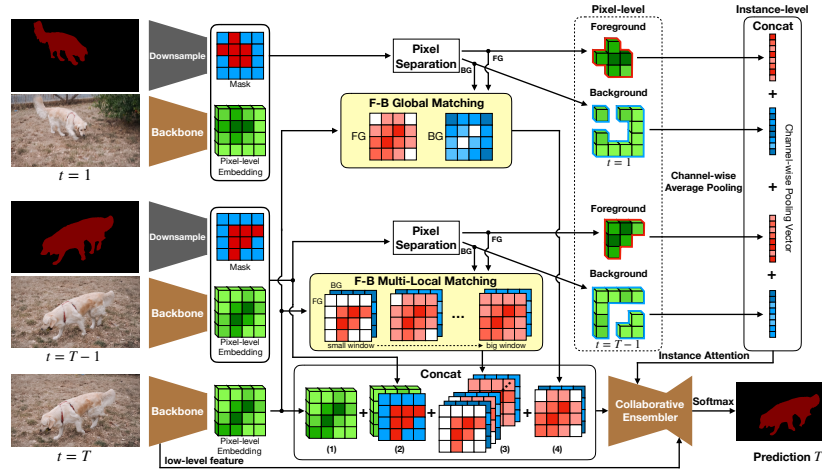 Pixel-level
Instance-level
Foreground
Concat
Downsample
Mask
Pixel
Separation
FG
BG
Background
Backbone
Pixel-level
Embedding
F-B Global Matching
FG
BG
t = 1
t = 1
+
+
+
Channel-wise
Average Pooling
Channel-wise Pooling Vector
Downsample
Mask
Pixel
Separation
FG
BG
Foreground
Background
Backbone
Pixel-level
Embedding
F-B Multi-Local Matching
BG
FG
...
small window
big window
t = T − 1
t = T − 1
Instance Attention
Concat
Backbone
Pixel-level
Embedding
+
+
+
(1)
(2)
(3)
(4)
Collaborative
Ensembler
Softmax
t = T
low-level feature
Prediction T